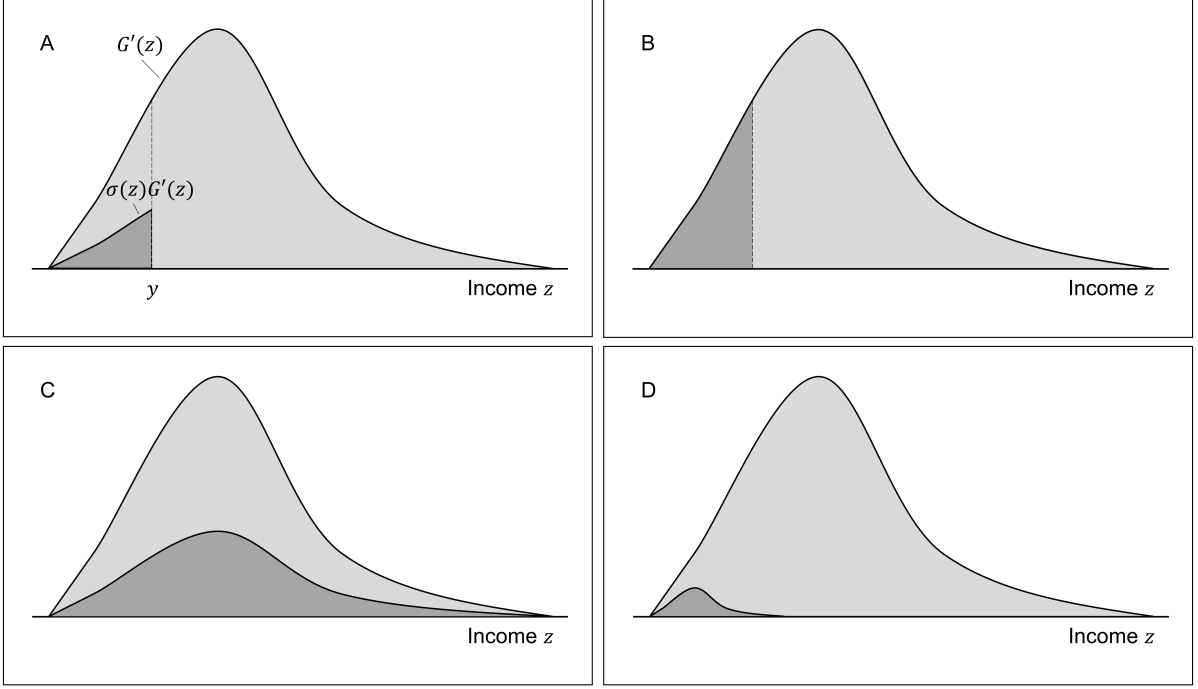 A
G′(z)
σ(z)G′(z)
y
Income z
B
Income z
C
Income z
D
Income z